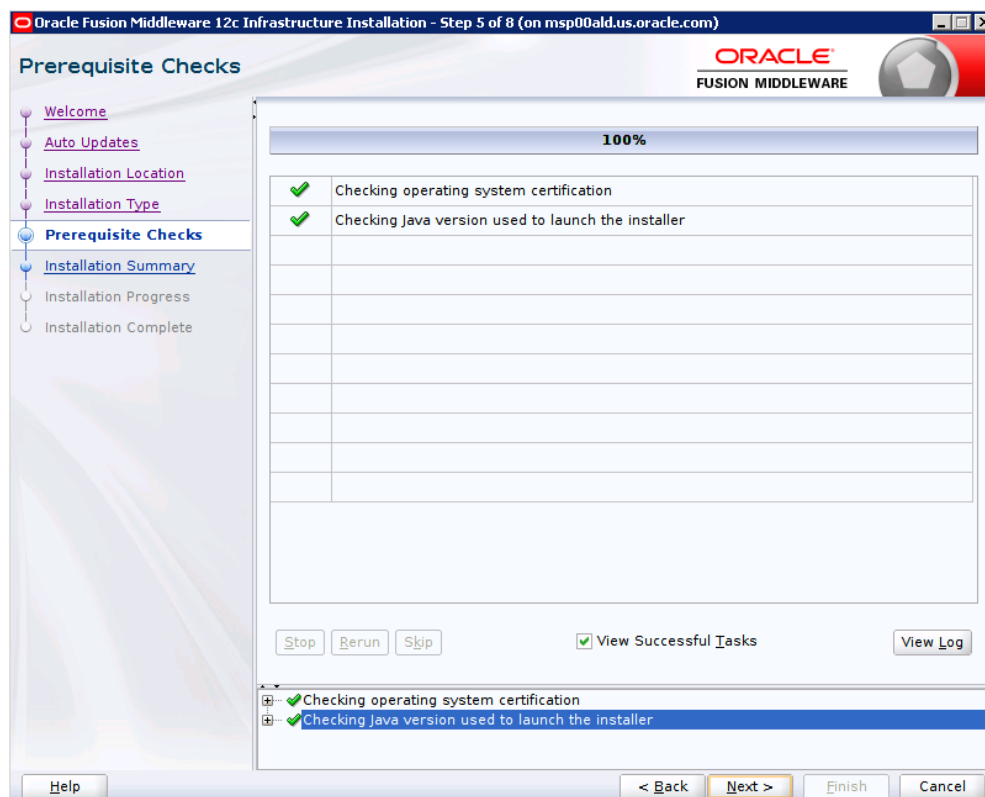 Oracle Fusion Middleware 12c Infrastructure Installation - Step 5 of 8 (on msp00ald.us.oracle.com)
Prerequisite Checks
ORACLE
FUSION MIDDLEWARE
Welcome
Auto Updates
Installation Location
Installation Type
Prerequisite Checks
Installation Summary
Installation Progress
Installation Complete
100%
Checking operating system certification
Checking Java version used to launch the installer
Stop Rerun Skip View Successful Tasks View Log
Checking operating system certification
Checking Java version used to launch the installer
Help < Back Next > Finish Cancel